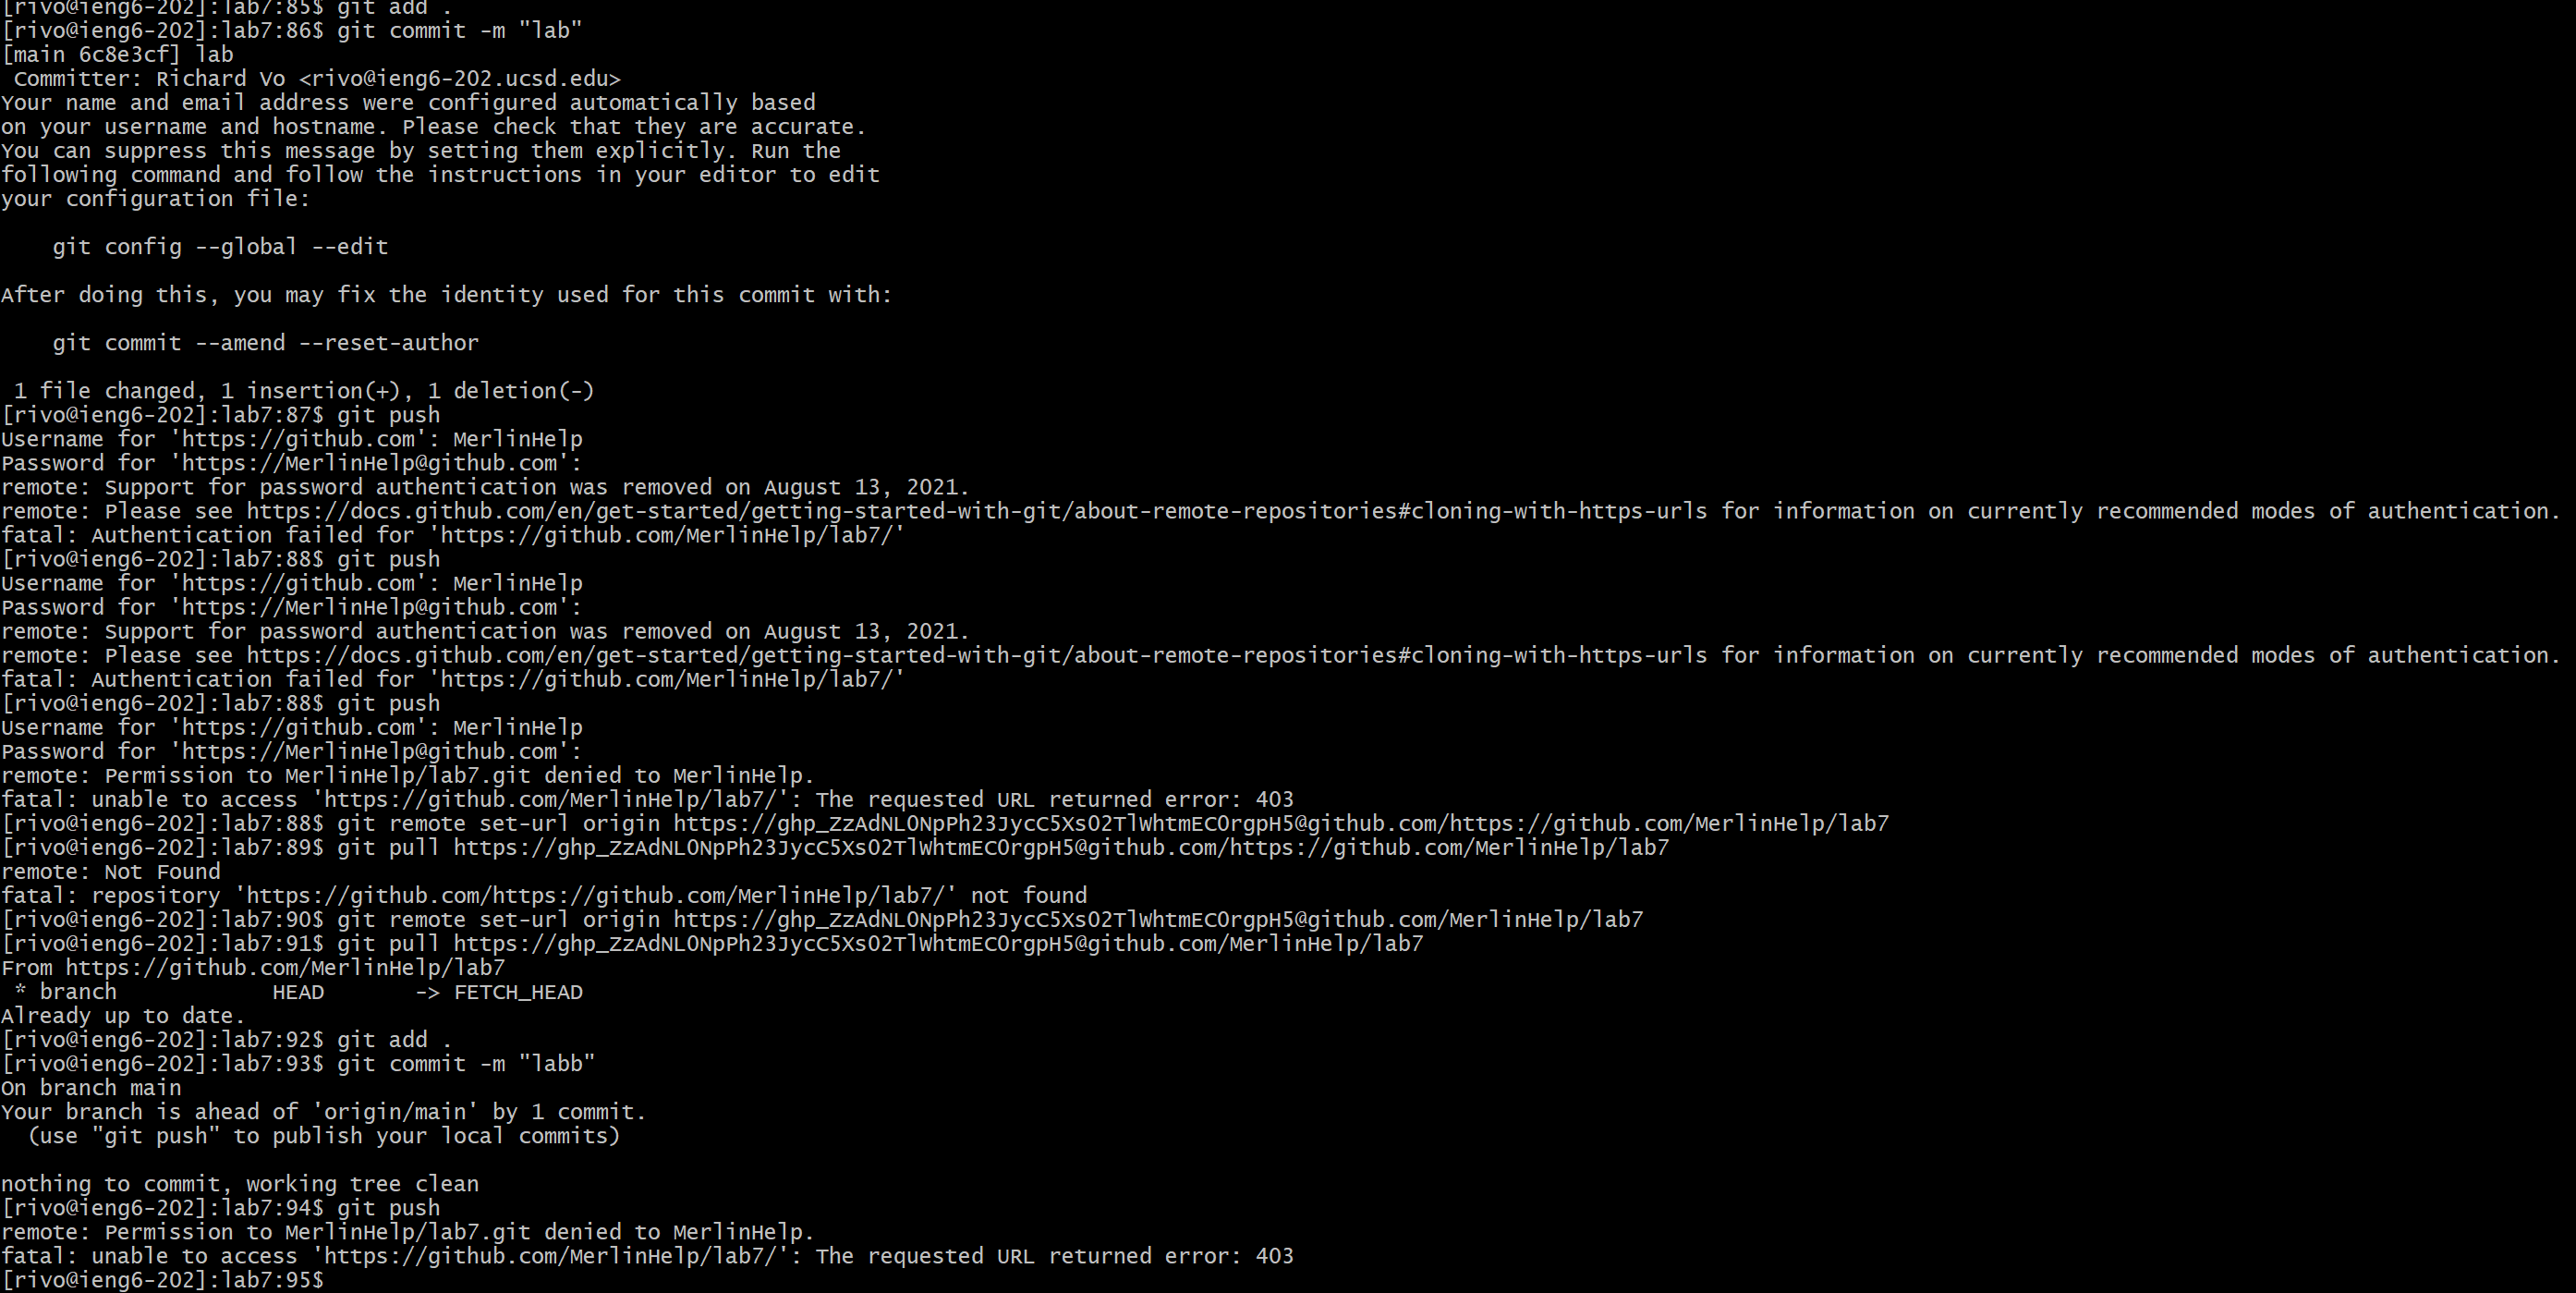 [rivo@ieng6-202]:lab7:85$ git add .
[rivo@ieng6-202]:lab7:86$ git commit -m "lab"
[main 6c8e3cf] lab
 Committer: Richard Vo <rivo@ieng6-202.ucsd.edu>
Your name and email address were configured automatically based
on your username and hostname. Please check that they are accurate.
You can suppress this message by setting them explicitly. Run the
following command and follow the instructions in your editor to edit
your configuration file:

    git config --global --edit

After doing this, you may fix the identity used for this commit with:

    git commit --amend --reset-author

 1 file changed, 1 insertion(+), 1 deletion(-)
[rivo@ieng6-202]:lab7:87$ git push
Username for 'https://github.com': MerlinHelp
Password for 'https://MerlinHelp@github.com':
remote: Support for password authentication was removed on August 13, 2021.
remote: Please see https://docs.github.com/en/get-started/getting-started-with-git/about-remote-repositories#cloning-with-https-urls for information on currently recommended modes of authentication.
fatal: Authentication failed for 'https://github.com/MerlinHelp/lab7/'
[rivo@ieng6-202]:lab7:88$ git push
Username for 'https://github.com': MerlinHelp
Password for 'https://MerlinHelp@github.com':
remote: Support for password authentication was removed on August 13, 2021.
remote: Please see https://docs.github.com/en/get-started/getting-started-with-git/about-remote-repositories#cloning-with-https-urls for information on currently recommended modes of authentication.
fatal: Authentication failed for 'https://github.com/MerlinHelp/lab7/'
[rivo@ieng6-202]:lab7:88$ git push
Username for 'https://github.com': MerlinHelp
Password for 'https://MerlinHelp@github.com':
remote: Permission to MerlinHelp/lab7.git denied to MerlinHelp.
fatal: unable to access 'https://github.com/MerlinHelp/lab7/': The requested URL returned error: 403
[rivo@ieng6-202]:lab7:88$ git remote set-url origin https://ghp_ZzAdNL0NpPh23JycC5XsO2TlWhtmEC0rgpH5@github.com/https://github.com/MerlinHelp/lab7
[rivo@ieng6-202]:lab7:89$ git pull https://ghp_ZzAdNL0NpPh23JycC5XsO2TlWhtmEC0rgpH5@github.com/https://github.com/MerlinHelp/lab7
remote: Not Found
fatal: repository 'https://github.com/https://github.com/MerlinHelp/lab7/' not found
[rivo@ieng6-202]:lab7:90$ git remote set-url origin https://ghp_ZzAdNL0NpPh23JycC5XsO2TlWhtmEC0rgpH5@github.com/MerlinHelp/lab7
[rivo@ieng6-202]:lab7:91$ git pull https://ghp_ZzAdNL0NpPh23JycC5XsO2TlWhtmEC0rgpH5@github.com/MerlinHelp/lab7
From https://github.com/MerlinHelp/lab7
 * branch            HEAD       -> FETCH_HEAD
Already up to date.
[rivo@ieng6-202]:lab7:92$ git add .
[rivo@ieng6-202]:lab7:93$ git commit -m "labb"
On branch main
Your branch is ahead of 'origin/main' by 1 commit.
  (use "git push" to publish your local commits)

nothing to commit, working tree clean
[rivo@ieng6-202]:lab7:94$ git push
remote: Permission to MerlinHelp/lab7.git denied to MerlinHelp.
fatal: unable to access 'https://github.com/MerlinHelp/lab7/': The requested URL returned error: 403
[rivo@ieng6-202]:lab7:95$